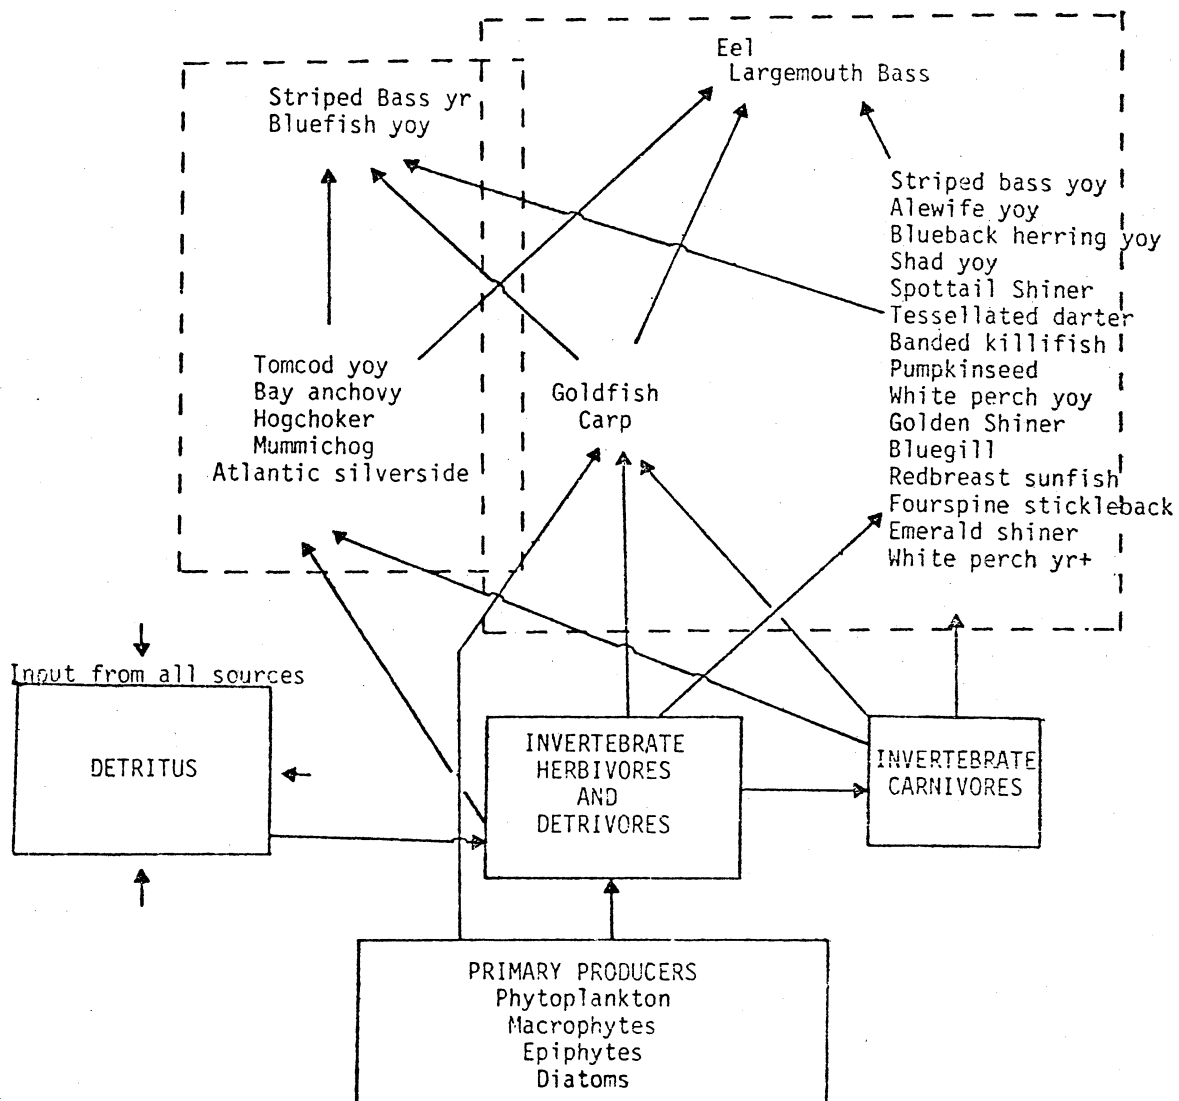 Eel
Largemouth Bass
Striped Bass yr
Bluefish yoy
Striped bass yoy
Alewife yoy
Blueback herring yoy
Shad yoy
Spottail Shiner
Tessellated darter
Banded killifish
Pumpkinseed
White perch yoy
Golden Shiner
Bluegill
Redbreast sunfish
Fourspine stickleback
Emerald shiner
White perch yr+
Tomcod yoy
Bay anchovy
Hogchoker
Mummichog
Atlantic silverside
Goldfish
Carp
Input from all sources
DETRITUS
INVERTEBRATE
HERBIVORES
AND
DETRIVORES
INVERTEBRATE
CARNIVORES
PRIMARY PRODUCERS
Phytoplankton
Macrophytes
Epiphytes
Diatoms